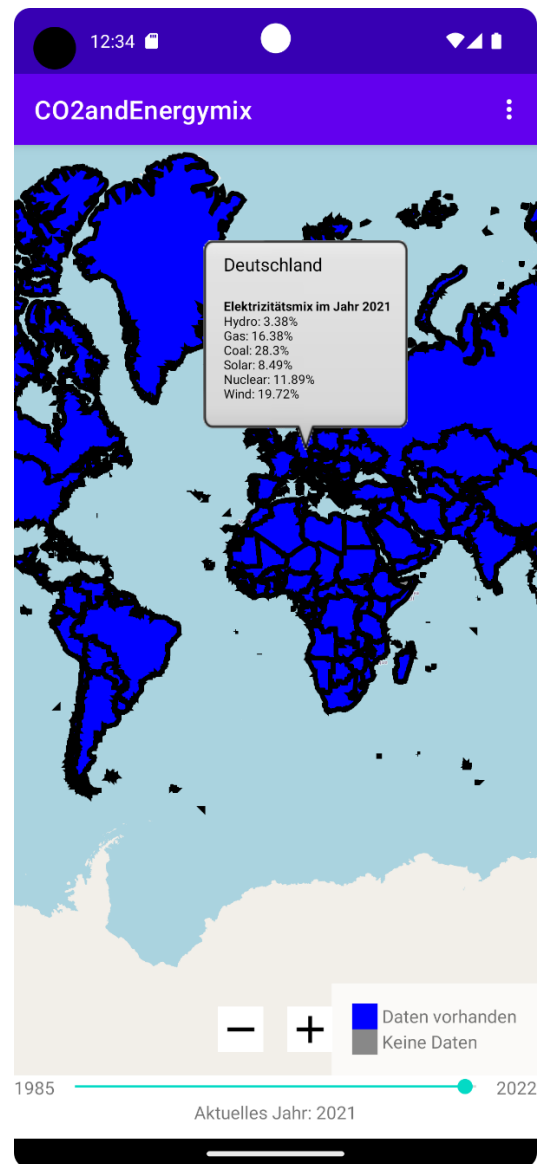 12:34
CO2andEnergymix
Deutschland
Elektrizitätsmix im Jahr 2021
Hydro: 3.38%
Gas: 16.38%
Coal: 28.3%
Solar: 8.49%
Nuclear: 11.89%
Wind: 19.72%
Daten vorhanden
Keine Daten
1985
2022
Aktuelles Jahr: 2021